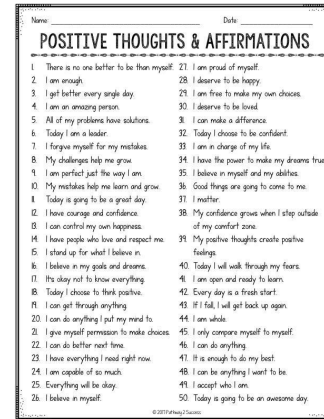 Name: Date:
POSITIVE THOUGHTS & AFFIRMATIONS
1. There is no one better to be than myself.
2. I am enough.
3. I get better every single day.
4. I am an amazing person.
5. All of my problems have solutions.
6. Today I am a leader.
7. I forgive myself for my mistakes.
8. My challenges help me grow.
9. I am perfect just the way I am.
10. My mistakes help me learn and grow.
11. Today is going to be a great day.
12. I have courage and confidence.
13. I can control my own happiness.
14. I have people who love and respect me.
15. I stand up for what I believe in.
16. I believe in my goals and dreams.
17. It's okay not to know everything.
18. Today I choose to think positive.
19. I can get through anything.
20. I can do anything I put my mind to.
21. I give myself permission to make choices.
22. I can do better next time.
23. I have everything I need right now.
24. I am capable of so much.
25. Everything will be okay.
26. I believe in myself.
27. I am proud of myself.
28. I deserve to be happy.
29. I am free to make my own choices.
30. I deserve to be loved.
31. I can make a difference.
32. Today I choose to be confident.
33. I am in charge of my life.
34. I have the power to make my dreams true.
35. I believe in myself and my abilities.
36. Good things are going to come to me.
37. I matter.
38. My confidence grows when I step outside
of my comfort zone.
39. My positive thoughts create positive
feelings.
40. Today I will walk through my fears.
41. I am open and ready to learn.
42. Every day is a fresh start.
43. If I fall, I will get back up again.
44. I am whole.
45. I only compare myself to myself.
46. I can do anything.
47. It is enough to do my best.
48. I can be anything I want to be.
49. I accept who I am.
50. Today is going to be an awesome day.
© 2017 Pathway 2 Success